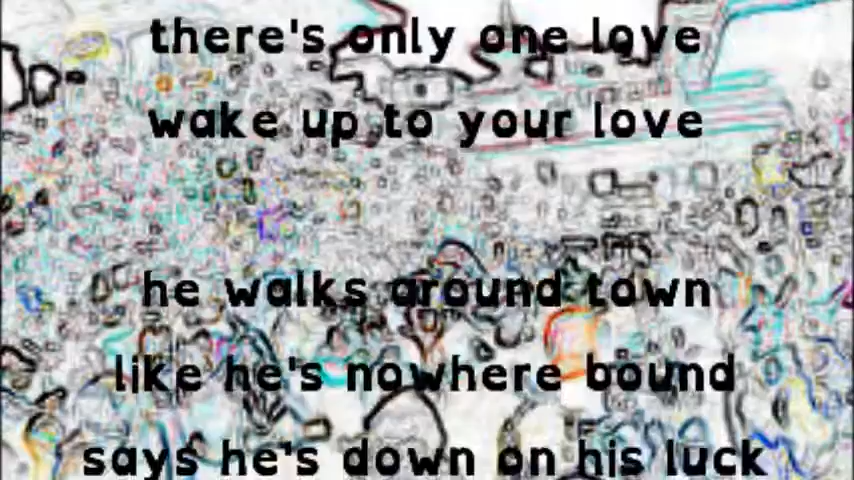 there's only one love
wake up to your love
he walks around town
like he's nowhere bound
says he's down on his luck